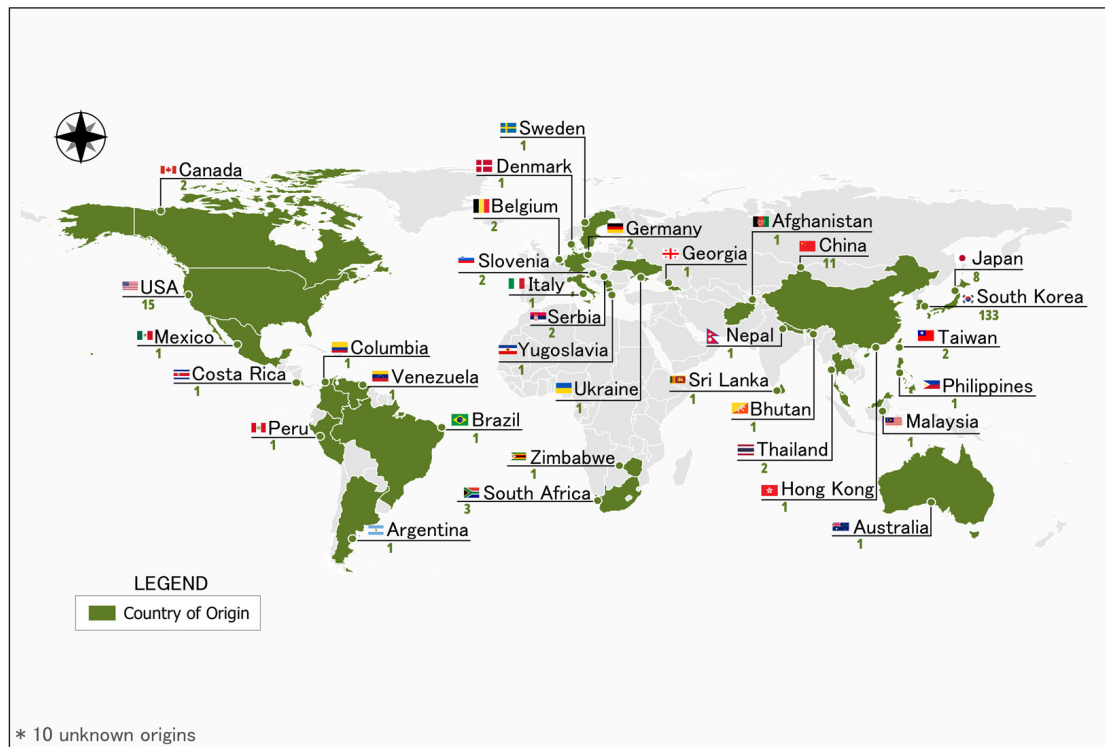 Sweden
1
Denmark
1
Canada
2
Belgium
2
Afghanistan
1
Germany
2
China
11
Georgia
1
Slovenia
2
Japan
8
USA
15
Italy
1
South Korea
133
Serbia
2
Mexico
1
Nepal
1
Taiwan
2
Columbia
1
Yugoslavia
1
Costa Rica
1
Venezuela
1
Ukraine
1
Sri Lanka
1
Philippines
1
Bhutan
1
Brazil
1
Malaysia
1
Peru
1
Thailand
2
Zimbabwe
1
South Africa
3
Hong Kong
1
Argentina
1
Australia
1
LEGEND
Country of Origin
* 10 unknown origins